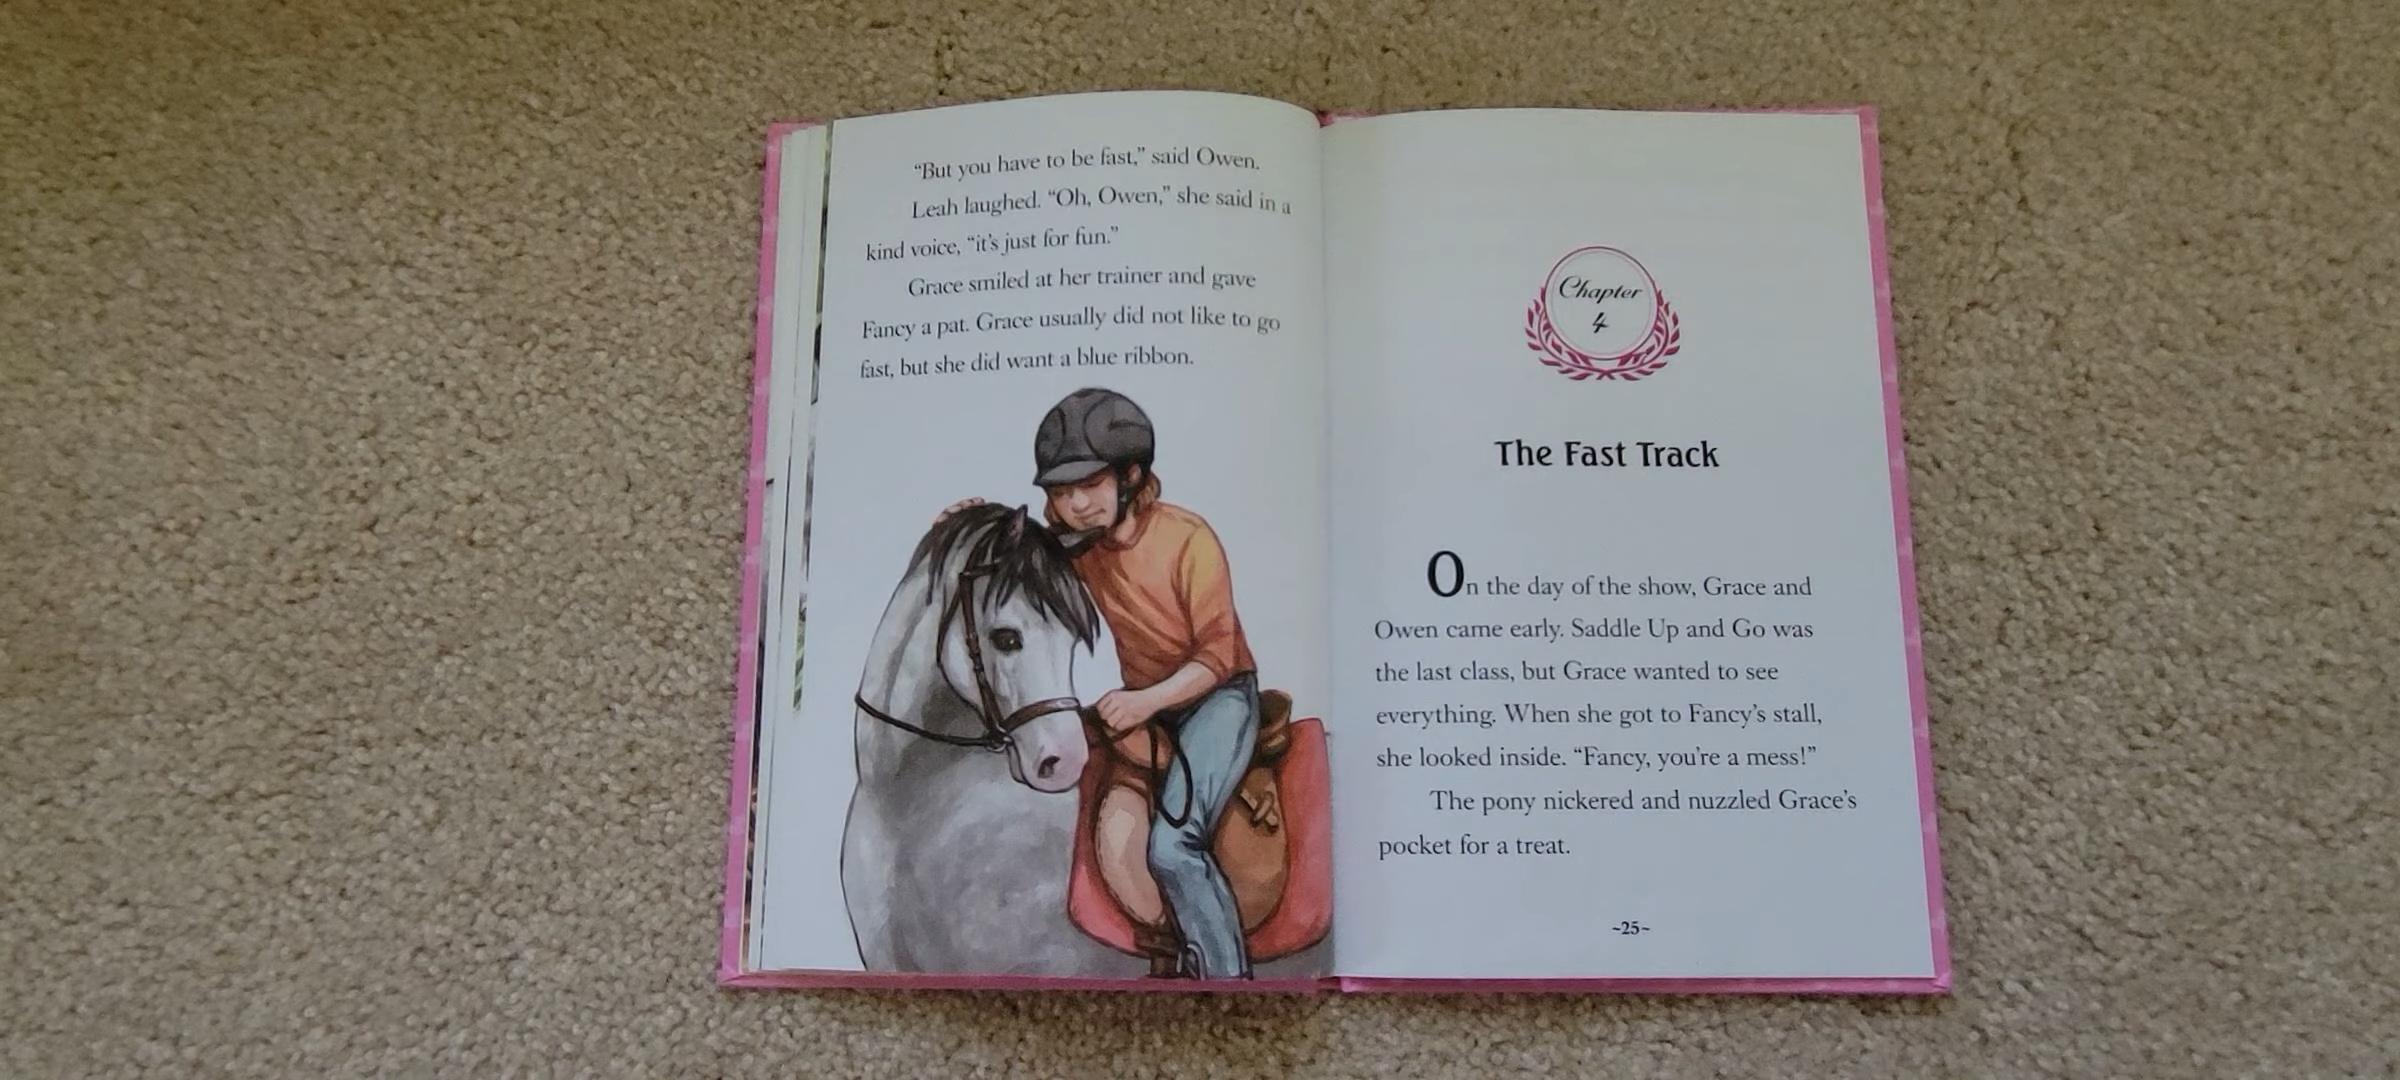 “But you have to be fast,” said Owen.
Leah laughed. “Oh, Owen,” she said in a
kind voice, “it’s just for fun.”
Grace smiled at her trainer and gave
Fancy a pat. Grace usually did not like to go
fast, but she did want a blue ribbon.
Chapter
4
The Fast Track
On the day of the show, Grace and
Owen came early. Saddle Up and Go was
the last class, but Grace wanted to see
everything. When she got to Fancy’s stall,
she looked inside. “Fancy, you’re a mess!”
The pony nickered and nuzzled Grace’s
pocket for a treat.
~25~